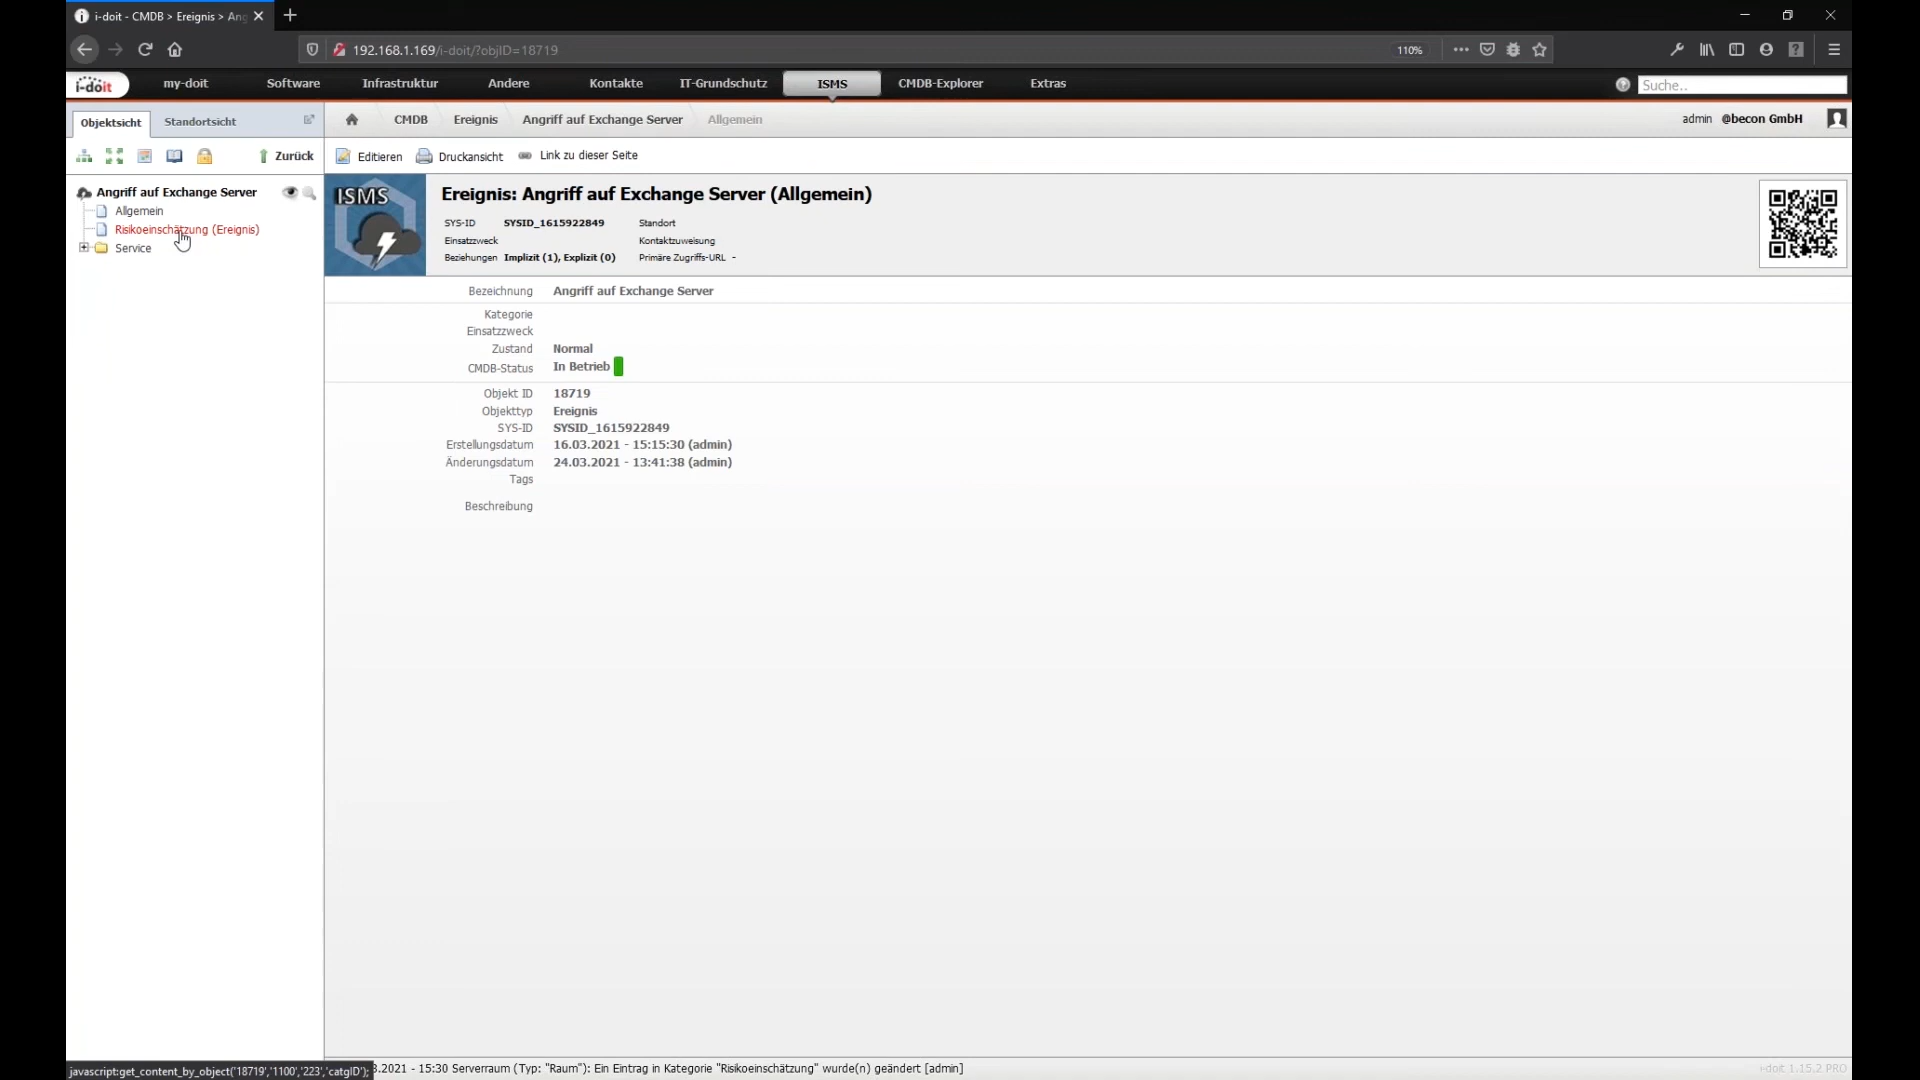 i-doit - CMDB > Ereignis > Ang
192.168.1.169/i-doit/?objID=18719
110%
i-doit
my-doit
Software
Infrastruktur
Andere
Kontakte
IT-Grundschutz
ISMS
CMDB-Explorer
Extras
Suche..
Objektsicht
Standortsicht
CMDB
Ereignis
Angriff auf Exchange Server
Allgemein
admin @becon GmbH
Zurück
Editieren
Druckansicht
Link zu dieser Seite
Angriff auf Exchange Server
Allgemein
Risikoeinschätzung (Ereignis)
Service
ISMS
Ereignis: Angriff auf Exchange Server (Allgemein)
SYS-ID SYSID_1615922849 Standort
Einsatzzweck Kontaktzuweisung
Beziehungen Implizit (1), Explizit (0) Primäre Zugriffs-URL -
Bezeichnung Angriff auf Exchange Server
Kategorie
Einsatzzweck
Zustand Normal
CMDB-Status In Betrieb
Objekt ID 18719
Objekttyp Ereignis
SYS-ID SYSID_1615922849
Erstellungsdatum 16.03.2021 - 15:15:30 (admin)
Änderungsdatum 24.03.2021 - 13:41:38 (admin)
Tags
Beschreibung
javascript:get_content_by_object('18719','1100','223','catgID');
3.2021 - 15:30 Serverraum (Typ: "Raum"): Ein Eintrag in Kategorie "Risikoeinschätzung" wurde(n) geändert [admin]
i-doit 1.15.2 PRO